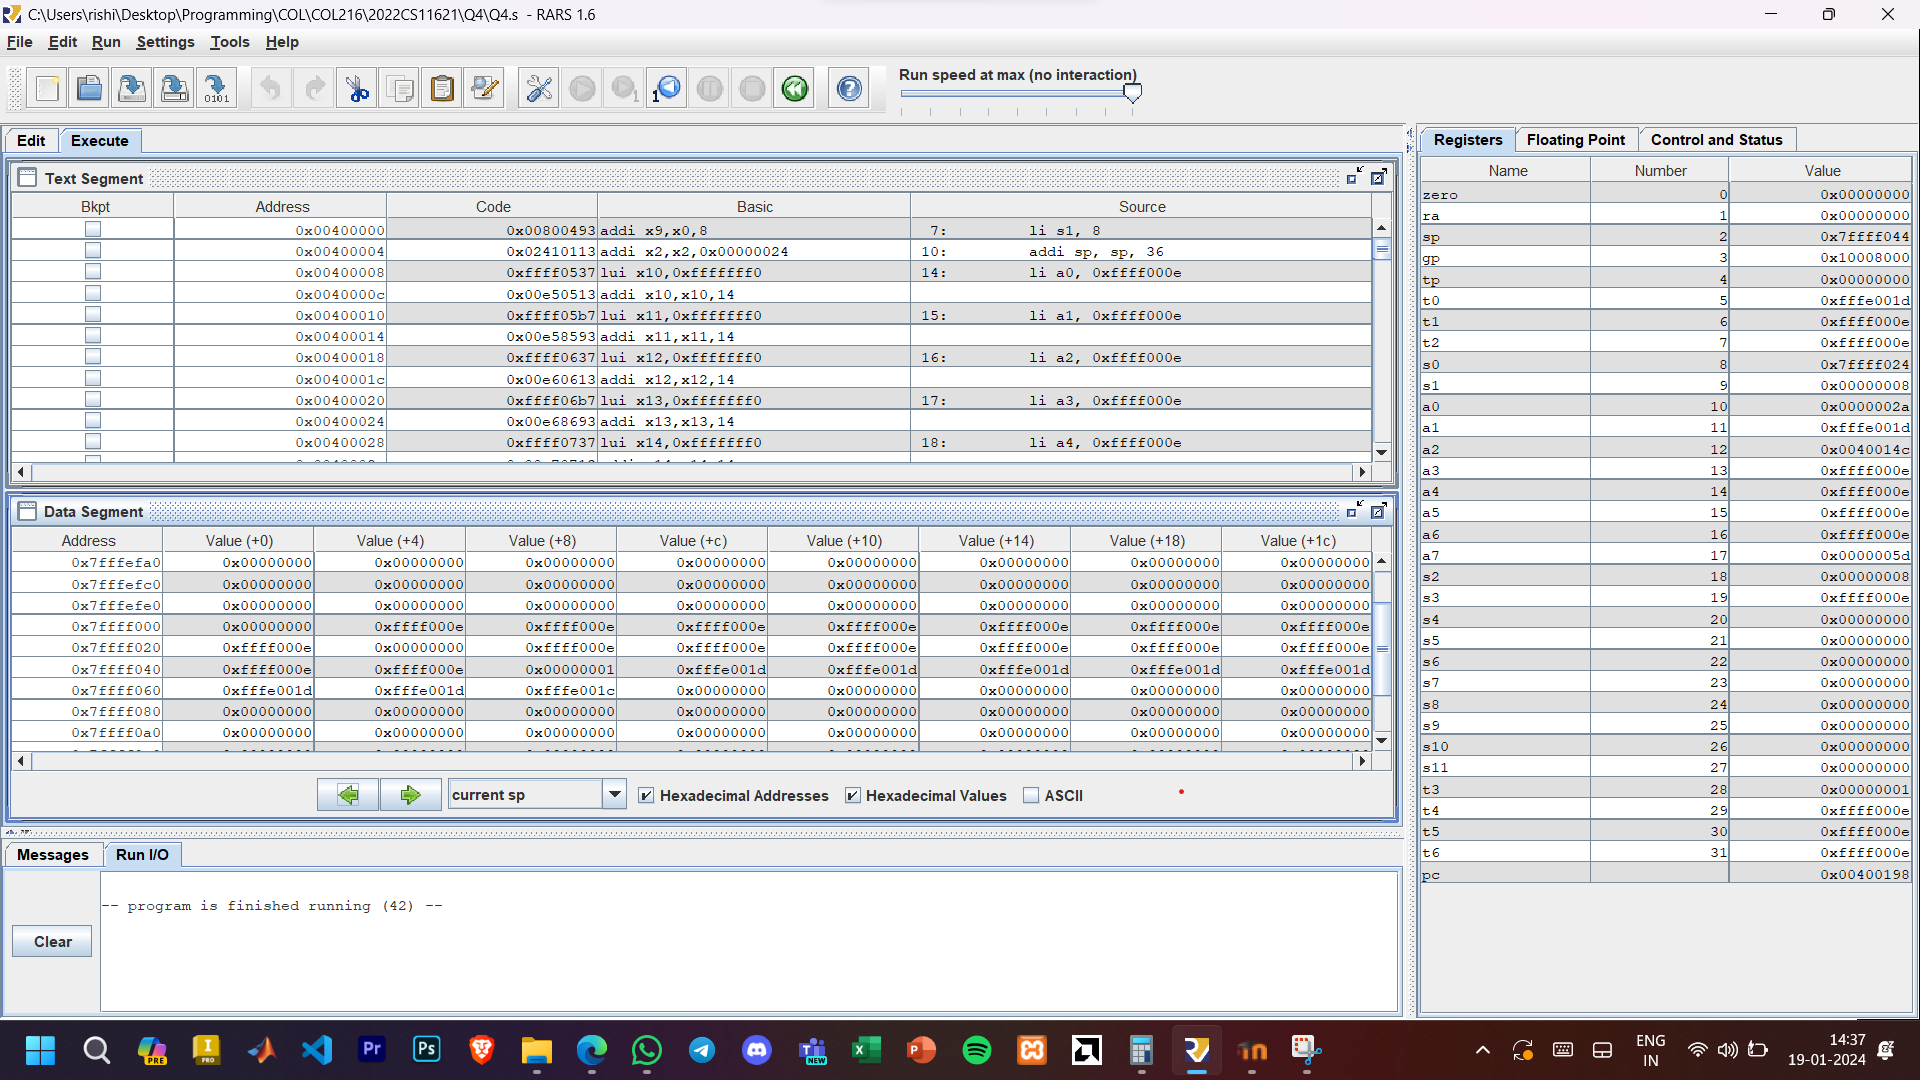 C:\Users\rishi\Desktop\Programming\COL\COL216\2022CS11621\Q4\Q4.s - RARS 1.6
File Edit Run Settings Tools Help
Run speed at max (no interaction)
Edit Execute
Text Segment
Bkpt Address Code Basic Source
0x00400000 0x00800493 addi x9,x0,8 7: li s1, 8
0x00400004 0x02410113 addi x2,x2,0x00000024 10: addi sp, sp, 36
0x00400008 0xffff0537 lui x10,0xfffffff0 14: li a0, 0xffff000e
0x0040000c 0x00e50513 addi x10,x10,14
0x00400010 0xffff05b7 lui x11,0xfffffff0 15: li a1, 0xffff000e
0x00400014 0x00e58593 addi x11,x11,14
0x00400018 0xffff0637 lui x12,0xfffffff0 16: li a2, 0xffff000e
0x0040001c 0x00e60613 addi x12,x12,14
0x00400020 0xffff06b7 lui x13,0xfffffff0 17: li a3, 0xffff000e
0x00400024 0x00e68693 addi x13,x13,14
0x00400028 0xffff0737 lui x14,0xfffffff0 18: li a4, 0xffff000e
Data Segment
Address Value (+0) Value (+4) Value (+8) Value (+c) Value (+10) Value (+14) Value (+18) Value (+1c)
0x7fffefa0 0x00000000 0x00000000 0x00000000 0x00000000 0x00000000 0x00000000 0x00000000 0x00000000
0x7fffefc0 0x00000000 0x00000000 0x00000000 0x00000000 0x00000000 0x00000000 0x00000000 0x00000000
0x7fffefe0 0x00000000 0x00000000 0x00000000 0x00000000 0x00000000 0x00000000 0x00000000 0x00000000
0x7ffff000 0x00000000 0xffff000e 0xffff000e 0xffff000e 0xffff000e 0xffff000e 0xffff000e 0xffff000e
0x7ffff020 0xffff000e 0x00000000 0xffff000e 0xffff000e 0xffff000e 0xffff000e 0xffff000e 0xffff000e
0x7ffff040 0xffff000e 0xffff000e 0x00000001 0xfffe001d 0xfffe001d 0xfffe001d 0xfffe001d 0xfffe001d
0x7ffff060 0xfffe001d 0xfffe001d 0xfffe001c 0x00000000 0x00000000 0x00000000 0x00000000 0x00000000
0x7ffff080 0x00000000 0x00000000 0x00000000 0x00000000 0x00000000 0x00000000 0x00000000 0x00000000
0x7ffff0a0 0x00000000 0x00000000 0x00000000 0x00000000 0x00000000 0x00000000 0x00000000 0x00000000
current sp Hexadecimal Addresses Hexadecimal Values ASCII
Messages Run I/O
-- program is finished running (42) --
Clear
Registers Floating Point Control and Status
Name Number Value
zero 0 0x00000000
ra 1 0x00000000
sp 2 0x7ffff044
gp 3 0x10008000
tp 4 0x00000000
t0 5 0xfffe001d
t1 6 0xffff000e
t2 7 0xffff000e
s0 8 0x7ffff024
s1 9 0x00000008
a0 10 0x0000002a
a1 11 0xfffe001d
a2 12 0x0040014c
a3 13 0xffff000e
a4 14 0xffff000e
a5 15 0xffff000e
a6 16 0xffff000e
a7 17 0x0000005d
s2 18 0x00000008
s3 19 0xffff000e
s4 20 0x00000000
s5 21 0x00000000
s6 22 0x00000000
s7 23 0x00000000
s8 24 0x00000000
s9 25 0x00000000
s10 26 0x00000000
s11 27 0x00000000
t3 28 0x00000001
t4 29 0xffff000e
t5 30 0xffff000e
t6 31 0xffff000e
pc 0x00400198
ENG
IN
14:37
19-01-2024